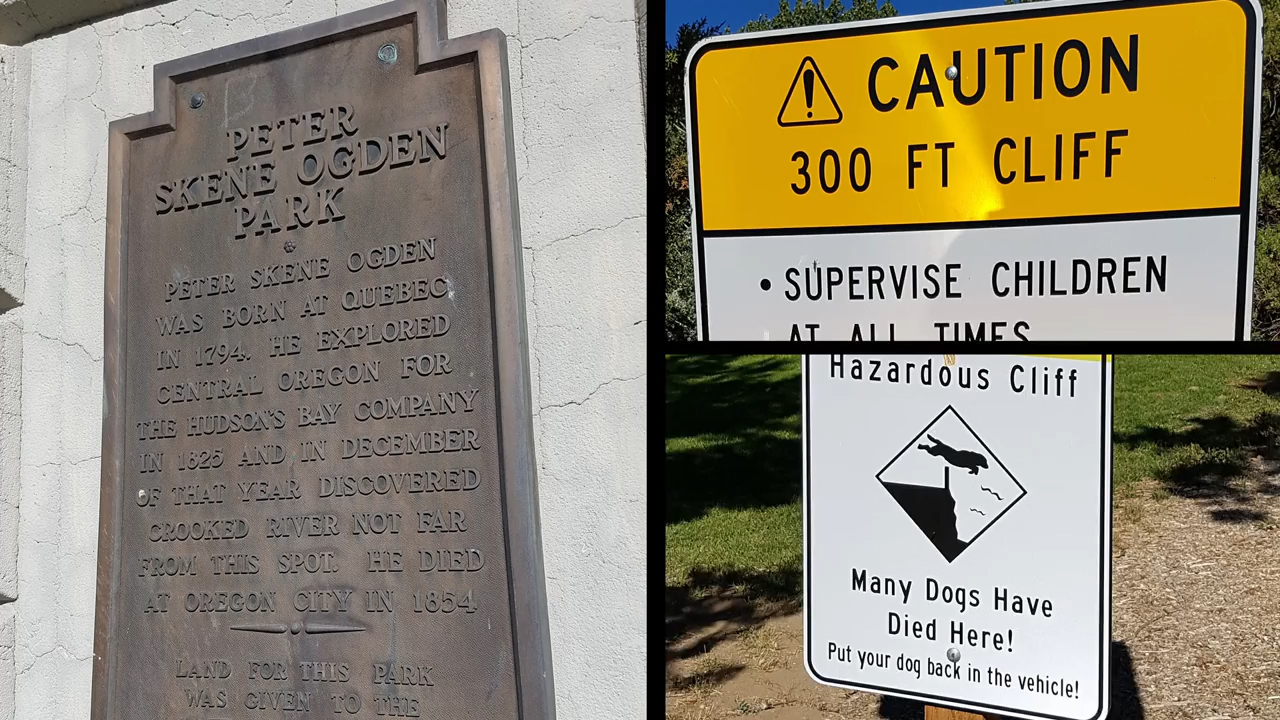 PETER
SKENE OGDEN
PARK
PETER SKENE OGDEN
WAS BORN AT QUEBEC
IN 1794. HE EXPLORED
CENTRAL OREGON FOR
THE HUDSON'S BAY COMPANY
IN 1825 AND IN DECEMBER
OF THAT YEAR DISCOVERED
CROOKED RIVER NOT FAR
FROM THIS SPOT. HE DIED
AT OREGON CITY IN 1854.
LAND FOR THIS PARK
WAS GIVEN TO THE
CAUTION
300 FT CLIFF
• SUPERVISE CHILDREN
AT ALL TIMES
Hazardous Cliff
Many Dogs Have
Died Here!
Put your dog back in the vehicle!